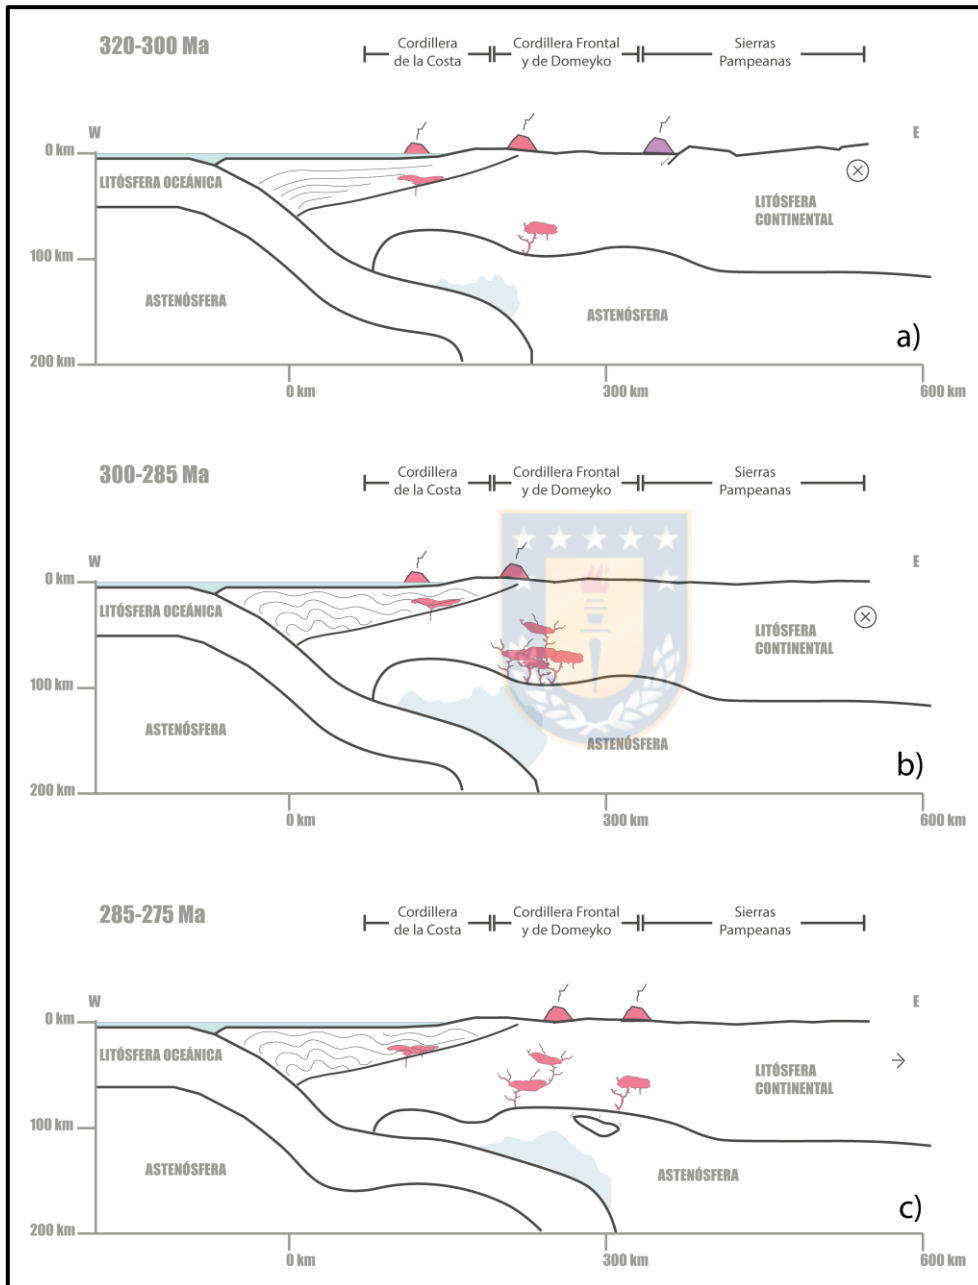 320-300 Ma
Cordillera
de la Costa
Cordillera Frontal
y de Domeyko
Sierras
Pampeanas
W
E
0 km
LITÓSFERA OCEÁNICA
LITÓSFERA
CONTINENTAL
100 km
ASTENÓSFERA
ASTENÓSFERA
a)
200 km
0 km
300 km
600 km
300-285 Ma
Cordillera
de la Costa
Cordillera Frontal
y de Domeyko
Sierras
Pampeanas
W
E
0 km
LITÓSFERA OCEÁNICA
LITÓSFERA
CONTINENTAL
100 km
ASTENÓSFERA
ASTENÓSFERA
b)
200 km
0 km
300 km
600 km
285-275 Ma
Cordillera
de la Costa
Cordillera Frontal
y de Domeyko
Sierras
Pampeanas
W
E
0 km
LITÓSFERA OCEÁNICA
LITÓSFERA
CONTINENTAL
100 km
ASTENÓSFERA
ASTENÓSFERA
c)
200 km
0 km
300 km
600 km